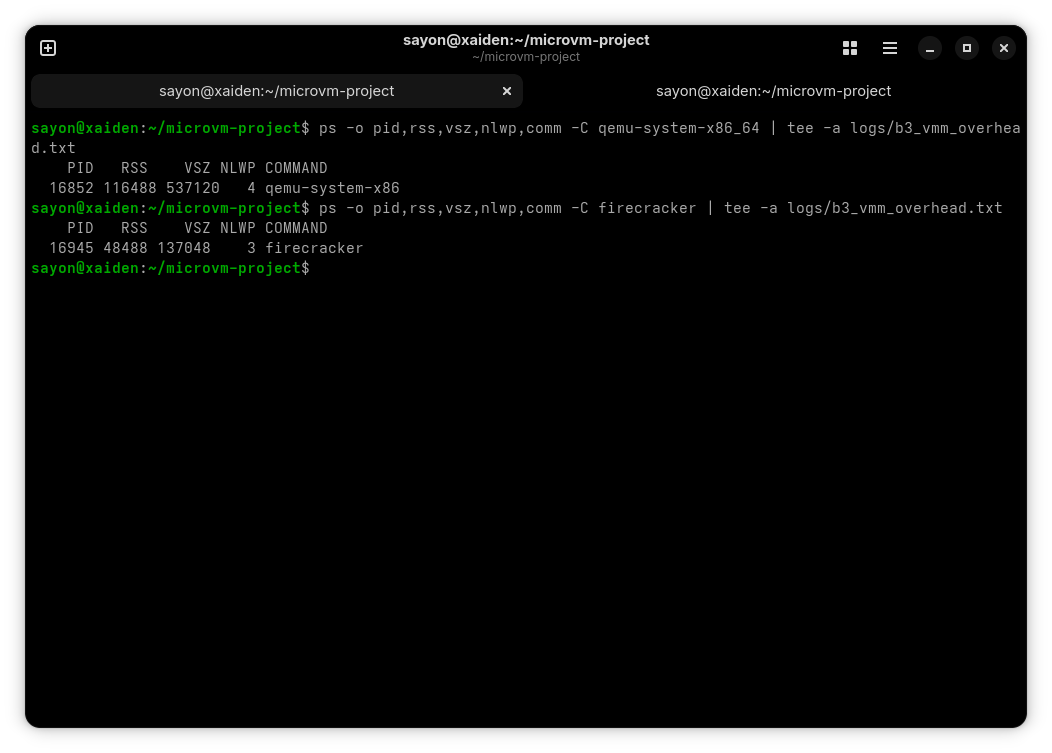 sayon@xaiden:~/microvm-project
~/microvm-project
sayon@xaiden:~/microvm-project
sayon@xaiden:~/microvm-project
sayon@xaiden:~/microvm-project$ ps -o pid,rss,vsz,nlwp,comm -C qemu-system-x86_64 | tee -a logs/b3_vmm_overhea
d.txt
    PID   RSS    VSZ NLWP COMMAND
  16852 116488 537120   4 qemu-system-x86
sayon@xaiden:~/microvm-project$ ps -o pid,rss,vsz,nlwp,comm -C firecracker | tee -a logs/b3_vmm_overhead.txt
    PID   RSS    VSZ NLWP COMMAND
  16945 48488 137048    3 firecracker
sayon@xaiden:~/microvm-project$